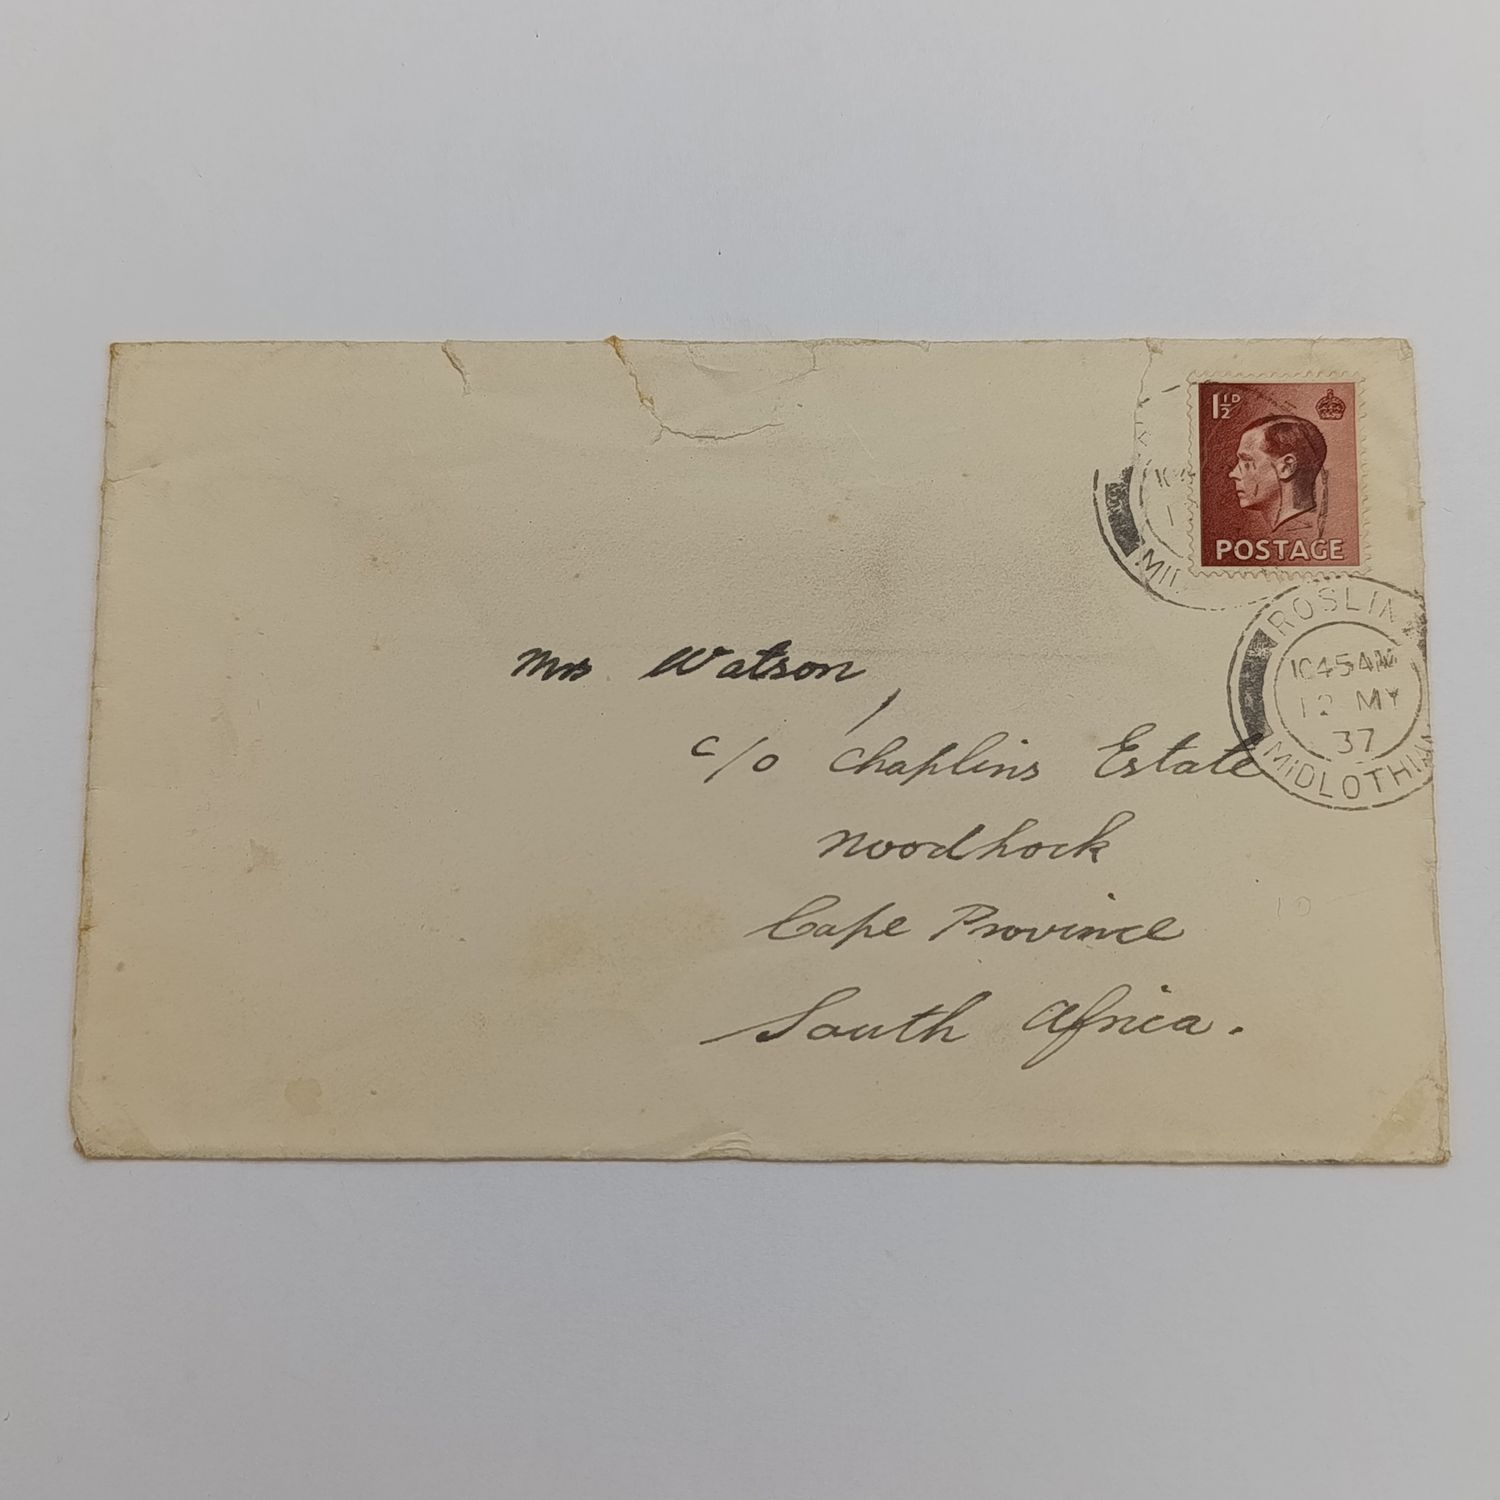 1½D
POSTAGE
MI
ROSLIN
10 45 AM
12 MY
37
MIDLOTHIAN
Mrs Watson,
c/o Chaplins Estate
Noordhoek
Cape Province
South Africa.